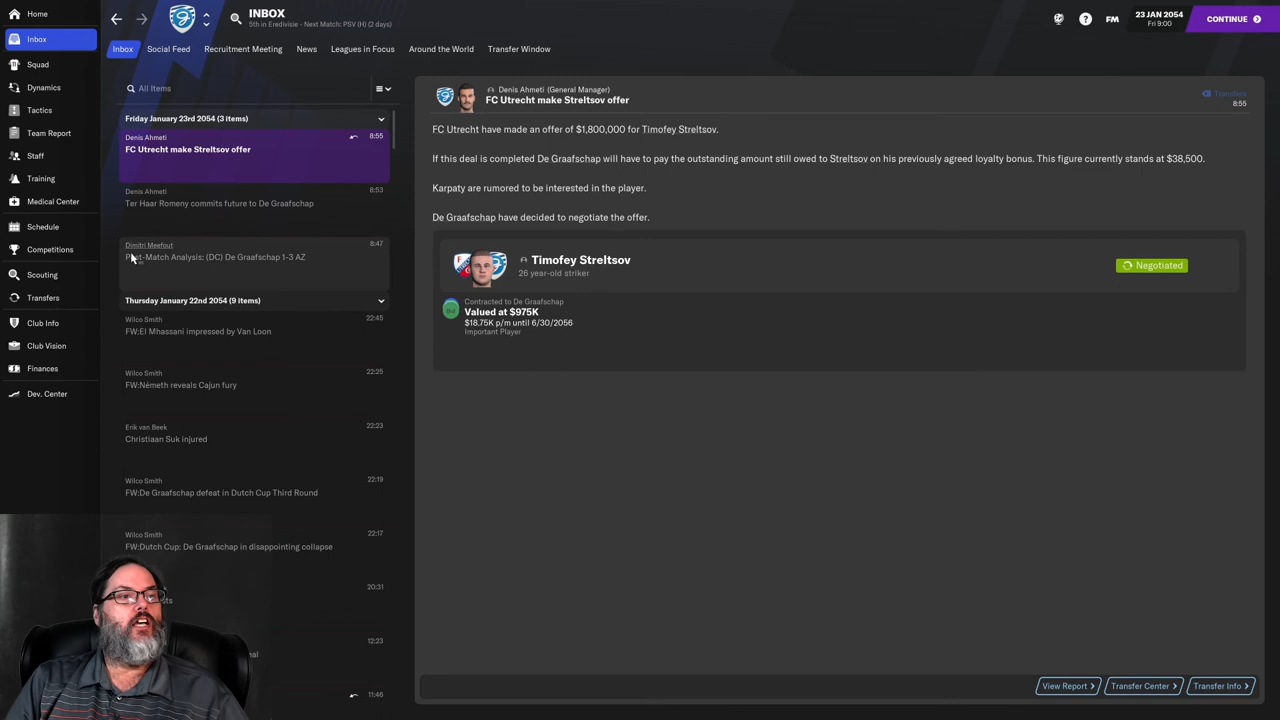 Home
Inbox
Squad
Dynamics
Tactics
Team Report
Staff
Training
Medical Center
Schedule
Competitions
Scouting
Transfers
Club Info
Club Vision
Finances
Dev. Center
INBOX
5th in Eredivisie - Next Match: PSV (H) (2 days)
FM
23 JAN 2054
Fri 9:00
CONTINUE
Inbox
Social Feed
Recruitment Meeting
News
Leagues in Focus
Around the World
Transfer Window
All Items
Friday January 23rd 2054 (3 items)
Denis Ahmeti
8:55
FC Utrecht make Streltsov offer
Denis Ahmeti
8:53
Ter Haar Romeny commits future to De Graafschap
Dimitri Meefout
8:47
Post-Match Analysis: (DC) De Graafschap 1-3 AZ
Thursday January 22nd 2054 (9 items)
Wilco Smith
22:45
FW:El Mhassani impressed by Van Loon
Wilco Smith
22:25
FW:Németh reveals Cajun fury
Erik van Beek
22:23
Christiaan Suk injured
Wilco Smith
22:19
FW:De Graafschap defeat in Dutch Cup Third Round
Wilco Smith
22:17
FW:Dutch Cup: De Graafschap in disappointing collapse
20:31
12:23
11:46
Denis Ahmeti (General Manager)
FC Utrecht make Streltsov offer
Transfers
8:55
FC Utrecht have made an offer of $1,800,000 for Timofey Streltsov.
If this deal is completed De Graafschap will have to pay the outstanding amount still owed to Streltsov on his previously agreed loyalty bonus. This figure currently stands at $38,500.
Karpaty are rumored to be interested in the player.
De Graafschap have decided to negotiate the offer.
Timofey Streltsov
26 year-old striker
Negotiated
Bid
Contracted to De Graafschap
Valued at $975K
$18.75K p/m until 6/30/2056
Important Player
View Report
Transfer Center
Transfer Info